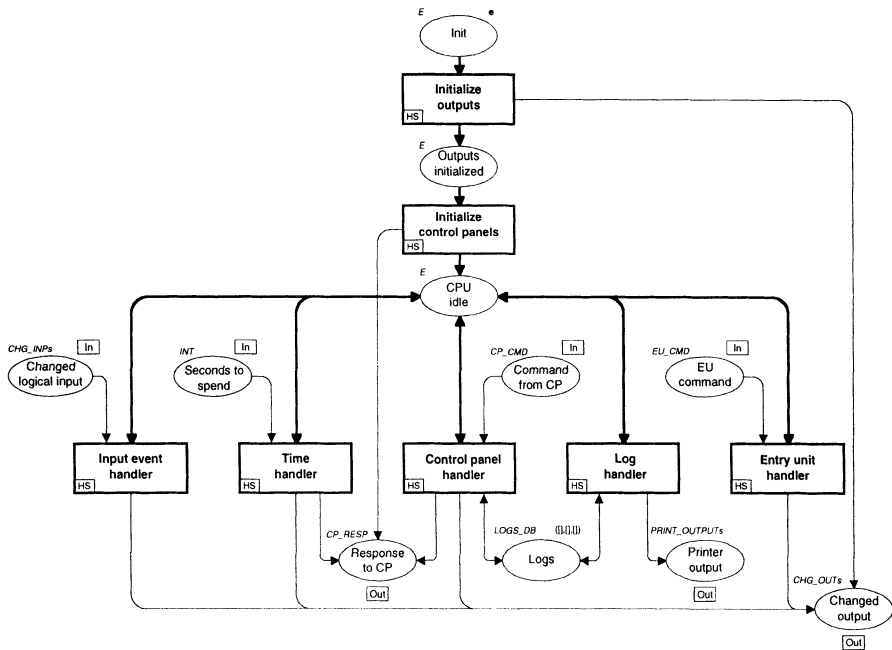 E
e
Init
Initialize
outputs
HS
E
Outputs
initialized
Initialize
control panels
HS
E
CPU
idle
CHG_INPs
In
Changed
logical input
INT
In
Seconds to
spend
CP_CMD
In
Command
from CP
EU_CMD
In
EU
command
Input event
handler
HS
Time
handler
HS
Control panel
handler
HS
Log
handler
HS
Entry unit
handler
HS
CP_RESP
Response
to CP
Out
LOGS_DB
([],[],[])
Logs
PRINT_OUTPUTs
Printer
output
Out
CHG_OUTs
Changed
output
Out